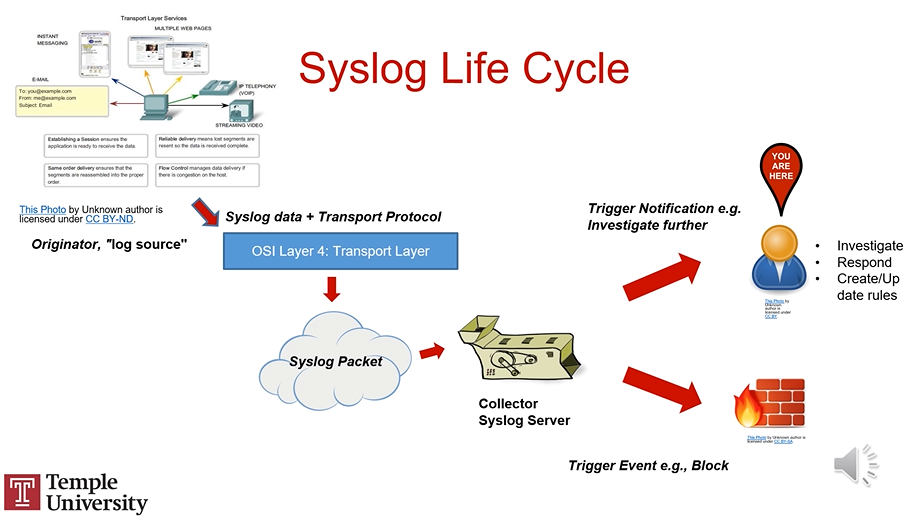 Transport Layer Services
MULTIPLE WEB PAGES
INSTANT
MESSAGING
E-MAIL
To: you@example.com
From: me@example.com
Subject: Email
IP TELEPHONY
(VOIP)
STREAMING VIDEO
Establishing a Session ensures the
application is ready to receive the data.
Reliable delivery means lost segments are
resent so the data is received complete.
Same order delivery ensures that the
segments are reassembled into the proper
order.
Flow Control manages data delivery if
there is congestion on the host.
This Photo by Unknown author is
licensed under CC BY-ND.
Syslog Life Cycle
Originator, "log source"
Syslog data + Transport Protocol
OSI Layer 4: Transport Layer
Syslog Packet
Collector
Syslog Server
Trigger Notification e.g.
Investigate further
YOU
ARE
HERE
• Investigate
• Respond
• Create/Up
date rules
This Photo by
Unknown
author is
licensed under
CC BY
Trigger Event e.g., Block
This Photo by Unknown author is
licensed under CC BY-SA.
T
Temple
University